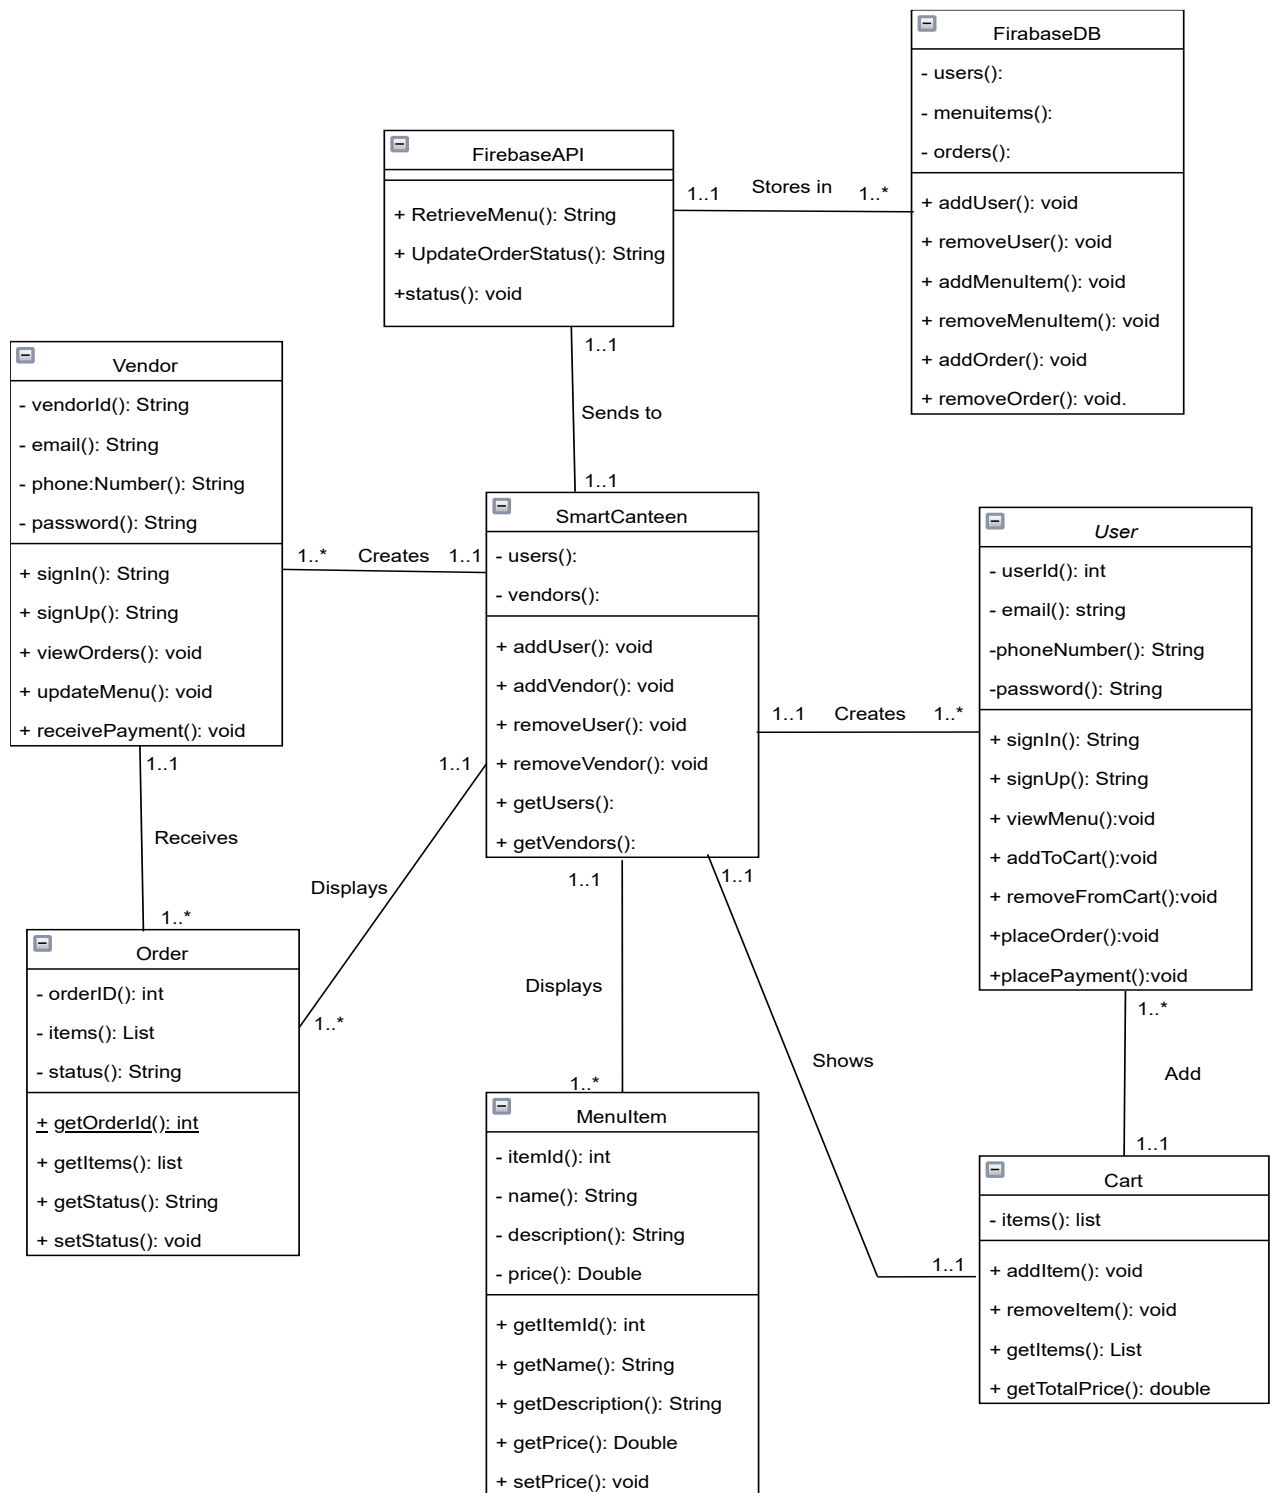 FirabaseDB
- users():
- menuitems():
- orders():
+ addUser(): void
+ removeUser(): void
+ addMenuItem(): void
+ removeMenuItem(): void
+ addOrder(): void
+ removeOrder(): void.
FirebaseAPI
+ RetrieveMenu(): String
+ UpdateOrderStatus(): String
+status(): void
1..1 Stores in 1..*
1..1
Sends to
1..1
Vendor
- vendorId(): String
- email(): String
- phone:Number(): String
- password(): String
+ signIn(): String
+ signUp(): String
+ viewOrders(): void
+ updateMenu(): void
+ receivePayment(): void
1..* Creates 1..1
SmartCanteen
- users():
- vendors():
+ addUser(): void
+ addVendor(): void
+ removeUser(): void
+ removeVendor(): void
+ getUsers():
+ getVendors():
1..1 Creates 1..*
User
- userId(): int
- email(): string
-phoneNumber(): String
-password(): String
+ signIn(): String
+ signUp(): String
+ viewMenu():void
+ addToCart():void
+ removeFromCart():void
+placeOrder():void
+placePayment():void
1..1
Receives
1..*
1..1
Displays
1..*
1..1
Displays
1..*
1..1
Shows
1..1
1..*
Add
1..1
Order
- orderID(): int
- items(): List
- status(): String
+ getOrderId(): int
+ getItems(): list
+ getStatus(): String
+ setStatus(): void
MenuItem
- itemId(): int
- name(): String
- description(): String
- price(): Double
+ getItemId(): int
+ getName(): String
+ getDescription(): String
+ getPrice(): Double
+ setPrice(): void
Cart
- items(): list
+ addItem(): void
+ removeItem(): void
+ getItems(): List
+ getTotalPrice(): double